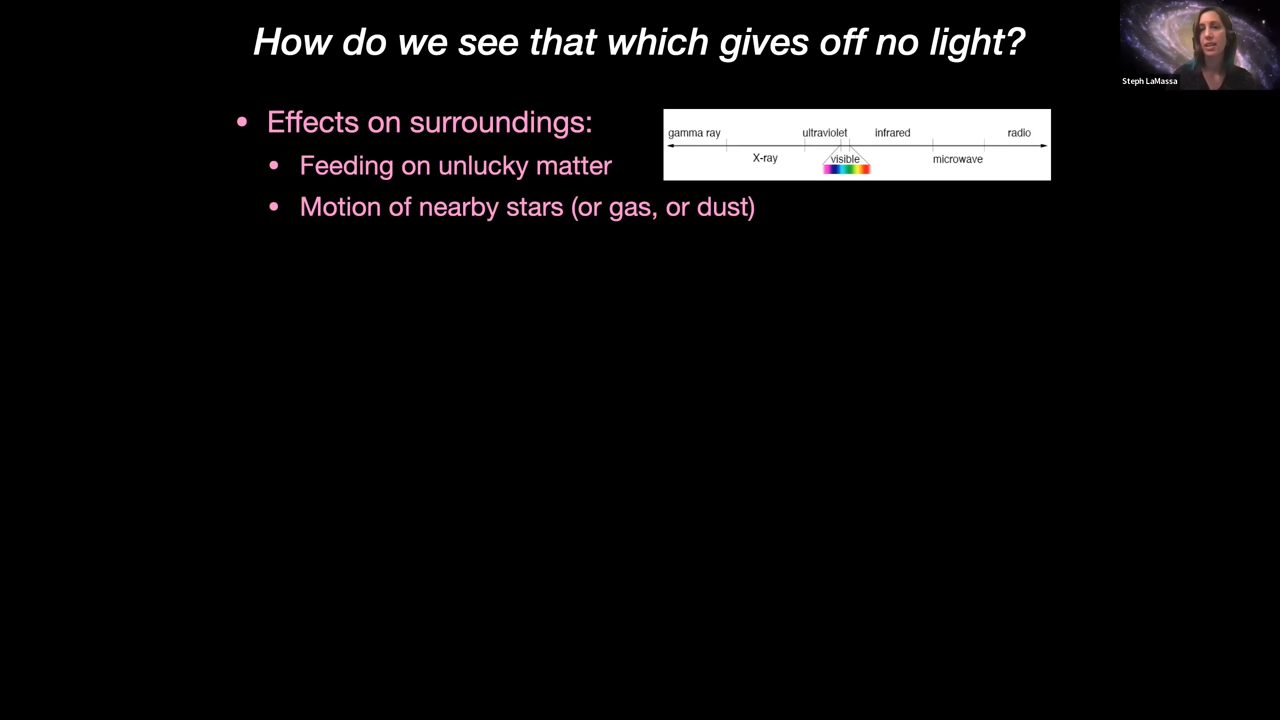 How do we see that which gives off no light?
Steph LaMassa
• Effects on surroundings:
• Feeding on unlucky matter
• Motion of nearby stars (or gas, or dust)
gamma ray ultraviolet infrared radio
X-ray visible microwave